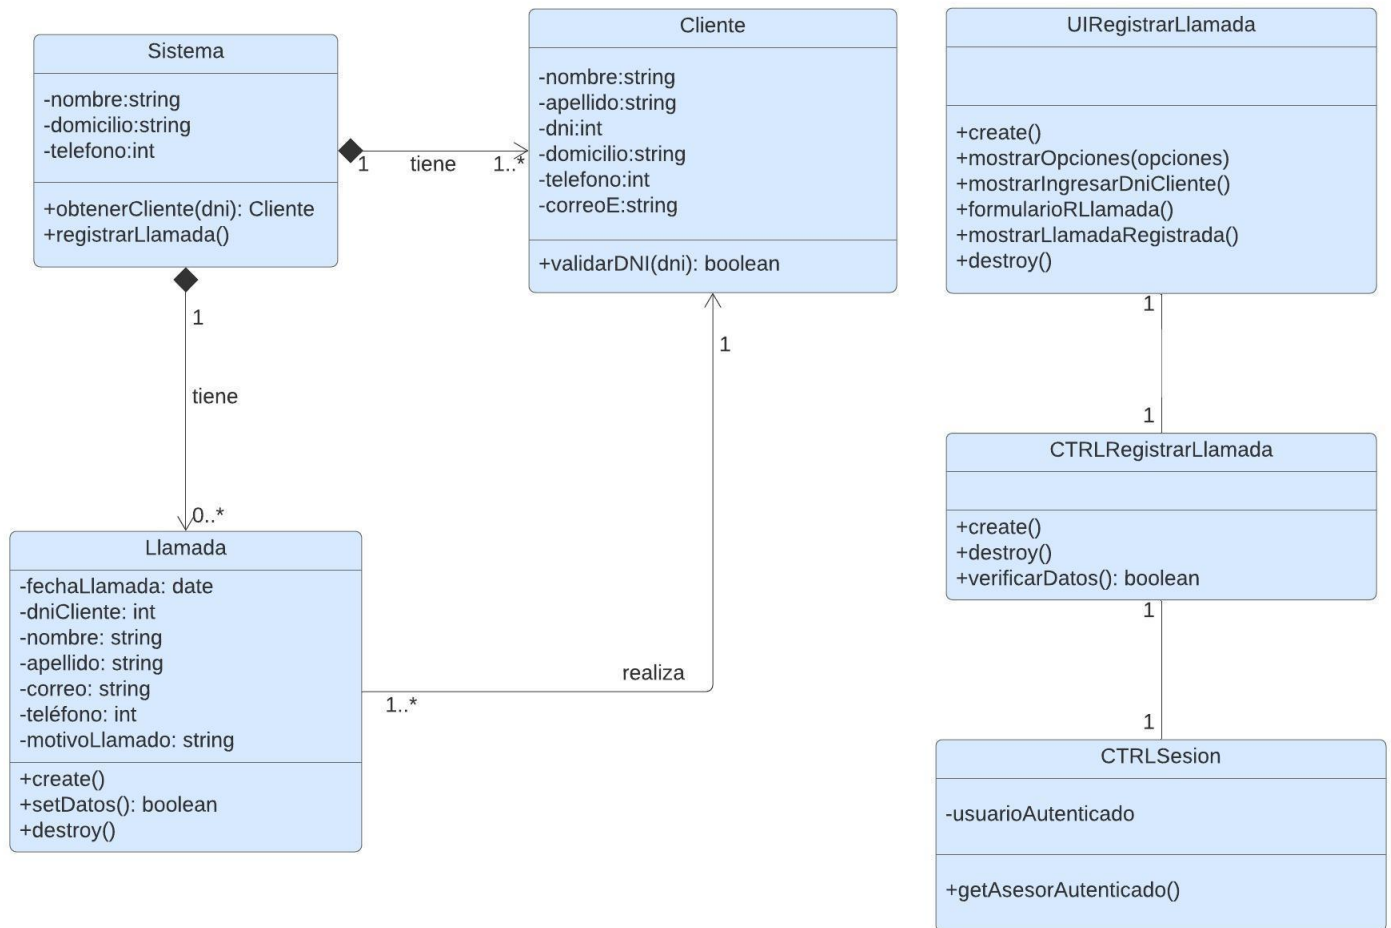 Sistema
-nombre:string
-domicilio:string
-telefono:int
+obtenerCliente(dni): Cliente
+registrarLlamada()
1 tiene 1..*
Cliente
-nombre:string
-apellido:string
-dni:int
-domicilio:string
-telefono:int
-correoE:string
+validarDNI(dni): boolean
UIRegistrarLlamada
+create()
+mostrarOpciones(opciones)
+mostrarIngresarDniCliente()
+formularioRLlamada()
+mostrarLlamadaRegistrada()
+destroy()
1
tiene
0..*
1
realiza
1..*
Llamada
-fechaLlamada: date
-dniCliente: int
-nombre: string
-apellido: string
-correo: string
-teléfono: int
-motivoLlamado: string
+create()
+setDatos(): boolean
+destroy()
1
1
CTRLRegistrarLlamada
+create()
+destroy()
+verificarDatos(): boolean
1
1
CTRLSesion
-usuarioAutenticado
+getAsesorAutenticado()